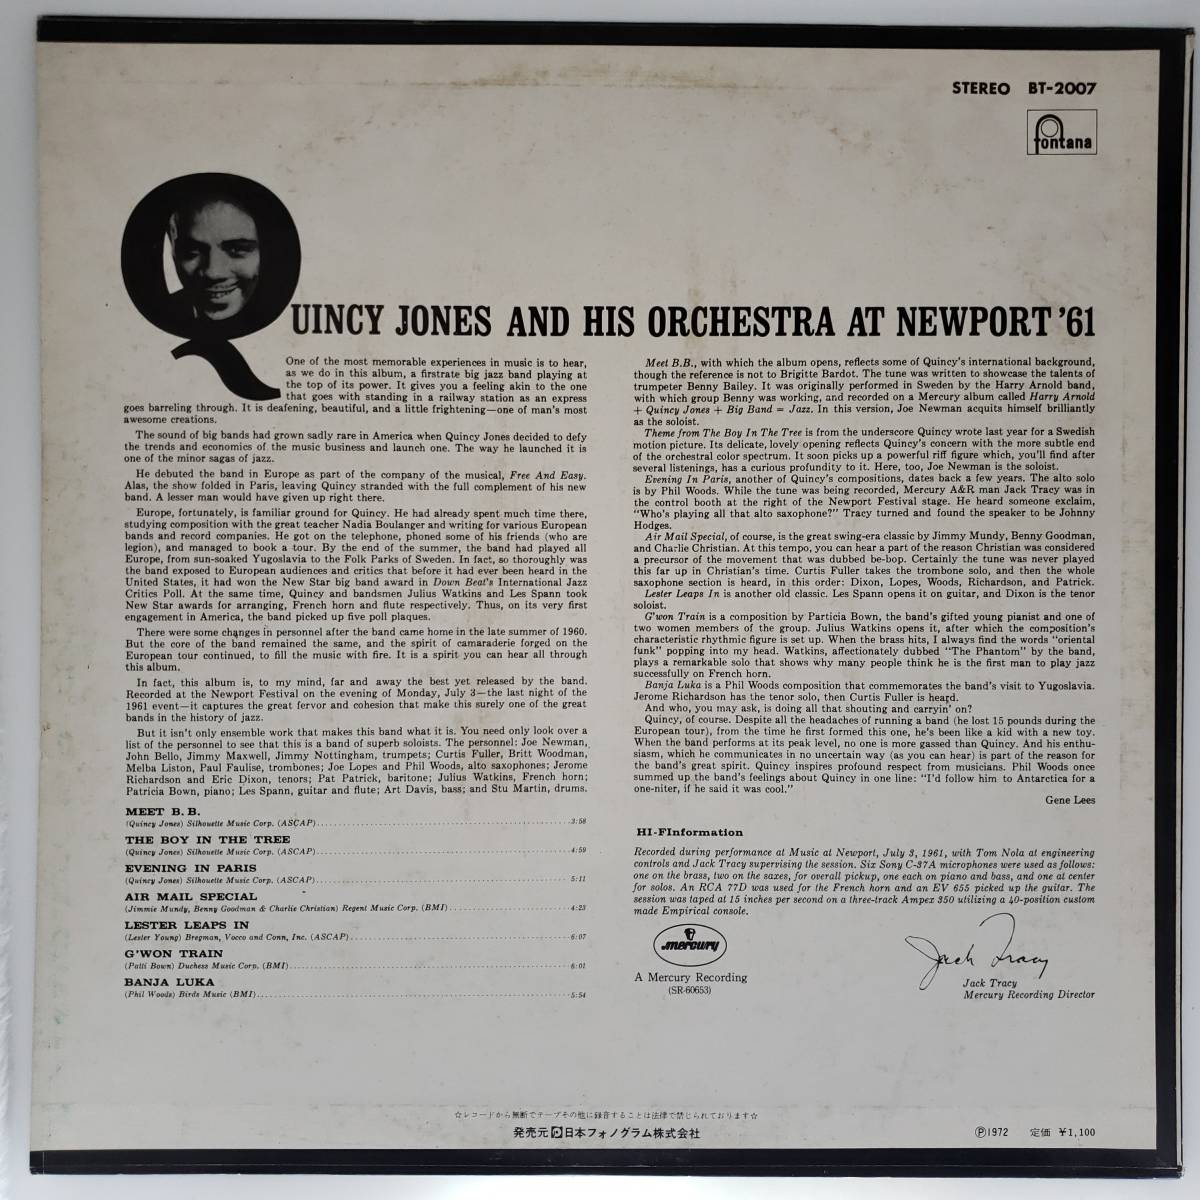 STEREO BT-2007
fontana
QUINCY JONES AND HIS ORCHESTRA AT NEWPORT '61
One of the most memorable experiences in music is to hear,
as we do in this album, a firstrate big jazz band playing at
the top of its power. It gives you a feeling akin to the one
that goes with standing in a railway station as an express
goes barreling through. It is deafening, beautiful, and a little frightening—one of man's most
awesome creations.
The sound of big bands had grown sadly rare in America when Quincy Jones decided to defy
the trends and economics of the music business and launch one. The way he launched it is
one of the minor sagas of jazz.
He debuted the band in Europe as part of the company of the musical, Free And Easy.
Alas, the show folded in Paris, leaving Quincy stranded with the full complement of his new
band. A lesser man would have given up right there.
Europe, fortunately, is familiar ground for Quincy. He had already spent much time there,
studying composition with the great teacher Nadia Boulanger and writing for various European
bands and record companies. He got on the telephone, phoned some of his friends (who are
legion), and managed to book a tour. By the end of the summer, the band had played all
Europe, from sun-soaked Yugoslavia to the Folk Parks of Sweden. In fact, so thoroughly was
the band exposed to European audiences and critics that before it had ever been heard in the
United States, it had won the New Star big band award in Down Beat's International Jazz
Critics Poll. At the same time, Quincy and bandsmen Julius Watkins and Les Spann took
New Star awards for arranging, French horn and flute respectively. Thus, on its very first
engagement in America, the band picked up five poll plaques.
There were some changes in personnel after the band came home in the late summer of 1960.
But the core of the band remained the same, and the spirit of camaraderie forged on the
European tour continued, to fill the music with fire. It is a spirit you can hear all through
this album.
In fact, this album is, to my mind, far and away the best yet released by the band.
Recorded at the Newport Festival on the evening of Monday, July 3—the last night of the
1961 event—it captures the great fervor and cohesion that make this surely one of the great
bands in the history of jazz.
But it isn't only ensemble work that makes this band what it is. You need only look over a
list of the personnel to see that this is a band of superb soloists. The personnel: Joe Newman,
John Bello, Jimmy Maxwell, Jimmy Nottingham, trumpets; Curtis Fuller, Britt Woodman,
Melba Liston, Paul Faulise, trombones; Joe Lopes and Phil Woods, alto saxophones; Jerome
Richardson and Eric Dixon, tenors; Pat Patrick, baritone; Julius Watkins, French horn;
Patricia Bown, piano; Les Spann, guitar and flute; Art Davis, bass; and Stu Martin, drums.
MEET B. B.
(Quincy Jones) Silhouette Music Corp. (ASCAP)...3:58
THE BOY IN THE TREE
(Quincy Jones) Silhouette Music Corp. (ASCAP)...4:59
EVENING IN PARIS
(Quincy Jones) Silhouette Music Corp. (ASCAP)...5:11
AIR MAIL SPECIAL
(Jimmie Mundy, Benny Goodman & Charlie Christian) Regent Music Corp. (BMI)...4:23
LESTER LEAPS IN
(Lester Young) Bregman, Vocco and Conn, Inc. (ASCAP)...6:07
G'WON TRAIN
(Patti Bown) Duchess Music Corp. (BMI)...6:01
BANJA LUKA
(Phil Woods) Birds Music (BMI)...5:54
Meet B.B., with which the album opens, reflects some of Quincy's international background,
though the reference is not to Brigitte Bardot. The tune was written to showcase the talents of
trumpeter Benny Bailey. It was originally performed in Sweden by the Harry Arnold band,
with which group Benny was working, and recorded on a Mercury album called Harry Arnold
+ Quincy Jones + Big Band = Jazz. In this version, Joe Newman acquits himself brilliantly
as the soloist.
Theme from The Boy In The Tree is from the underscore Quincy wrote last year for a Swedish
motion picture. Its delicate, lovely opening reflects Quincy's concern with the more subtle end
of the orchestral color spectrum. It soon picks up a powerful riff figure which, you'll find after
several listenings, has a curious profundity to it. Here, too, Joe Newman is the soloist.
Evening In Paris, another of Quincy's compositions, dates back a few years. The alto solo
is by Phil Woods. While the tune was being recorded, Mercury A&R man Jack Tracy was in
the control booth at the right of the Newport Festival stage. He heard someone exclaim,
"Who's playing all that alto saxophone?" Tracy turned and found the speaker to be Johnny
Hodges.
Air Mail Special, of course, is the great swing-era classic by Jimmy Mundy, Benny Goodman,
and Charlie Christian. At this tempo, you can hear a part of the reason Christian was considered
a precursor of the movement that was dubbed be-bop. Certainly the tune was never played
this far up in Christian's time. Curtis Fuller takes the trombone solo, and then the whole
saxophone section is heard, in this order: Dixon, Lopes, Woods, Richardson, and Patrick.
Lester Leaps In is another old classic. Les Spann opens it on guitar, and Dixon is the tenor
soloist.
G'won Train is a composition by Particia Bown, the band's gifted young pianist and one of
two women members of the group. Julius Watkins opens it, after which the composition's
characteristic rhythmic figure is set up. When the brass hits, I always find the words "oriental
funk" popping into my head. Watkins, affectionately dubbed "The Phantom" by the band,
plays a remarkable solo that shows why many people think he is the first man to play jazz
successfully on French horn.
Banja Luka is a Phil Woods composition that commemorates the band's visit to Yugoslavia.
Jerome Richardson has the tenor solo, then Curtis Fuller is heard.
And who, you may ask, is doing all that shouting and carryin' on?
Quincy, of course. Despite all the headaches of running a band (he lost 15 pounds during the
European tour), from the time he first formed this one, he's been like a kid with a new toy.
When the band performs at its peak level, no one is more gassed than Quincy. And his enthu-
siasm, which he communicates in no uncertain way (as you can hear) is part of the reason for
the band's great spirit. Quincy inspires profound respect from musicians. Phil Woods once
summed up the band's feelings about Quincy in one line: "I'd follow him to Antarctica for a
one-niter, if he said it was cool."
Gene Lees
HI-FInformation
Recorded during performance at Music at Newport, July 3, 1961, with Tom Nola at engineering
controls and Jack Tracy supervising the session. Six Sony C-37A microphones were used as follows:
one on the brass, two on the saxes, for overall pickup, one each on piano and bass, and one at center
for solos. An RCA 77D was used for the French horn and an EV 655 picked up the guitar. The
session was taped at 15 inches per second on a three-track Ampex 350 utilizing a 40-position custom
made Empirical console.
mercury
A Mercury Recording
(SR-60653)
Jack Tracy
Jack Tracy
Mercury Recording Director
☆レコードから無断でテープその他に録音することは法律で禁じられております☆
発売元 日本フォノグラム株式会社
Ⓟ1972 定価 ¥1,100